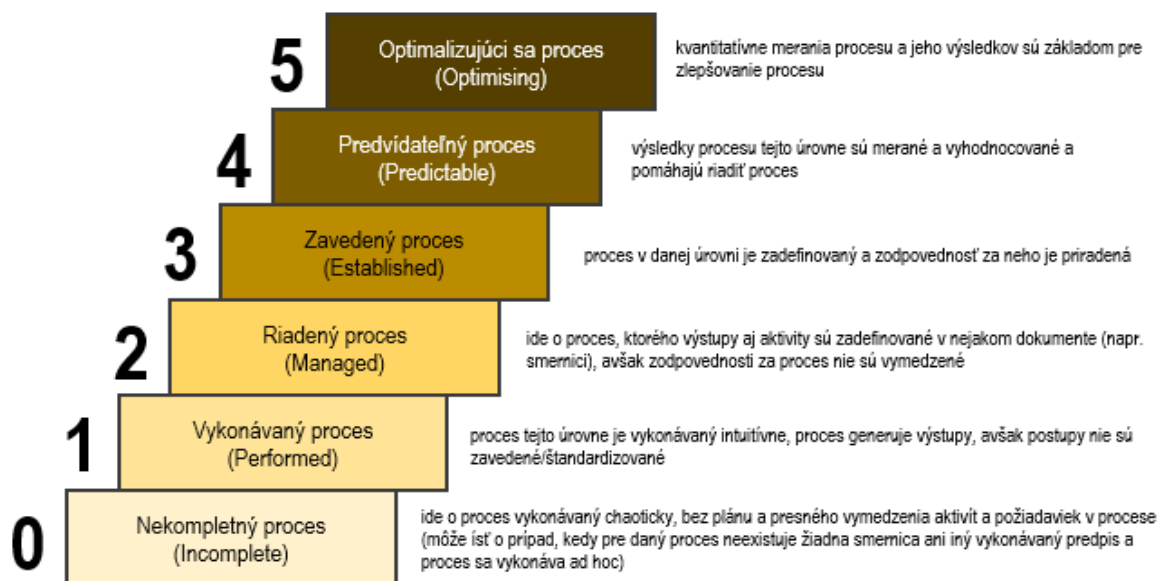 5
Optimalizujúci sa proces
(Optimising)
kvantitatívne merania procesu a jeho výsledkov sú základom pre
zlepšovanie procesu
4
Predvídateľný proces
(Predictable)
výsledky procesu tejto úrovne sú merané a vyhodnocované a
pomáhajú riadiť proces
3
Zavedený proces
(Established)
proces v danej úrovni je zadefinovaný a zodpovednosť za neho je priradená
2
Riadený proces
(Managed)
ide o proces, ktorého výstupy aj aktivity sú zadefinované v nejakom dokumente (napr.
smernici), avšak zodpovednosti za proces nie sú vymedzené
1
Vykonávaný proces
(Performed)
proces tejto úrovne je vykonávaný intuitívne, proces generuje výstupy, avšak postupy nie sú
zavedené/štandardizované
0
Nekompletný proces
(Incomplete)
ide o proces vykonávaný chaoticky, bez plánu a presného vymedzenia aktivít a požiadaviek v procese
(môže ísť o prípad, kedy pre daný proces neexistuje žiadna smernica ani iný vykonávaný predpis a
proces sa vykonáva ad hoc)